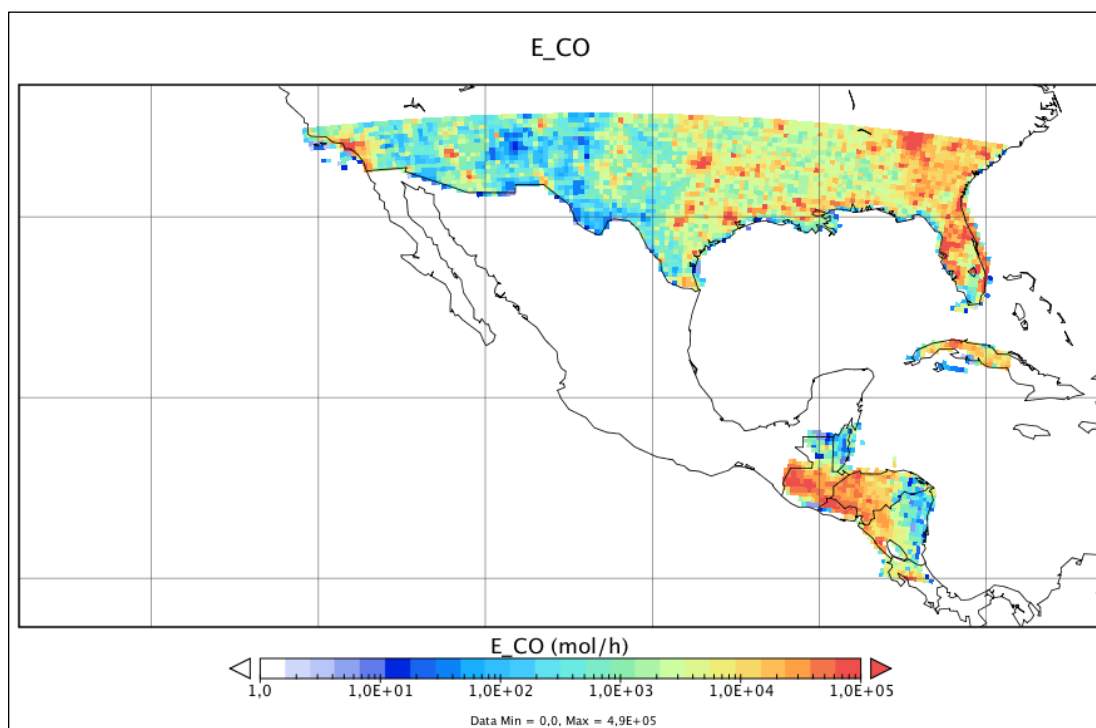 E_CO
E_CO (mol/h)
1,0 1,0E+01 1,0E+02 1,0E+03 1,0E+04 1,0E+05
Data Min = 0,0, Max = 4,9E+05